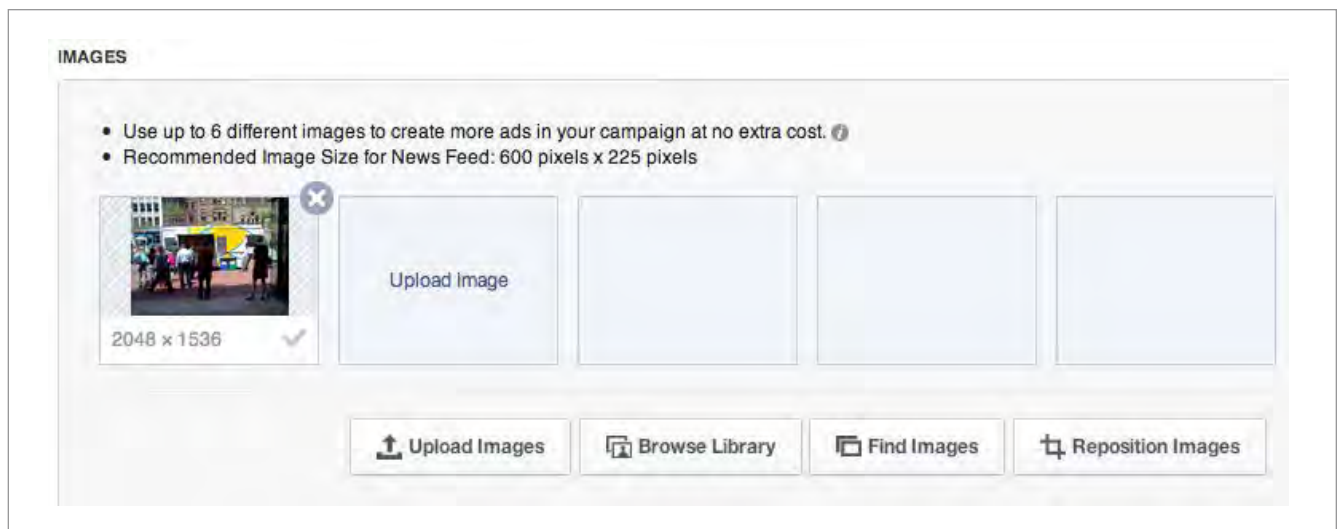 IMAGES
• Use up to 6 different images to create more ads in your campaign at no extra cost.
• Recommended Image Size for News Feed: 600 pixels x 225 pixels
Upload Image
2048 × 1536
Upload Images
Browse Library
Find Images
Reposition Images